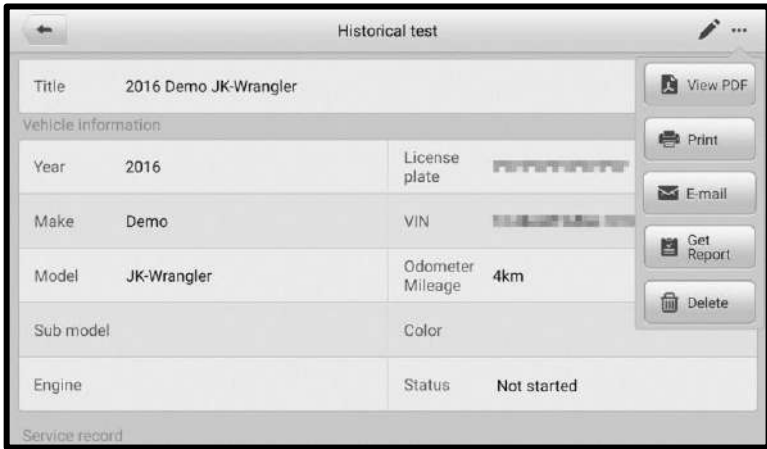 Historical test
Title 2016 Demo JK-Wrangler
View PDF
Vehicle information
Print
Year 2016 License plate
E-mail
Make Demo VIN
Get Report
Model JK-Wrangler Odometer Mileage 4km
Delete
Sub model Color
Engine Status Not started
Service record